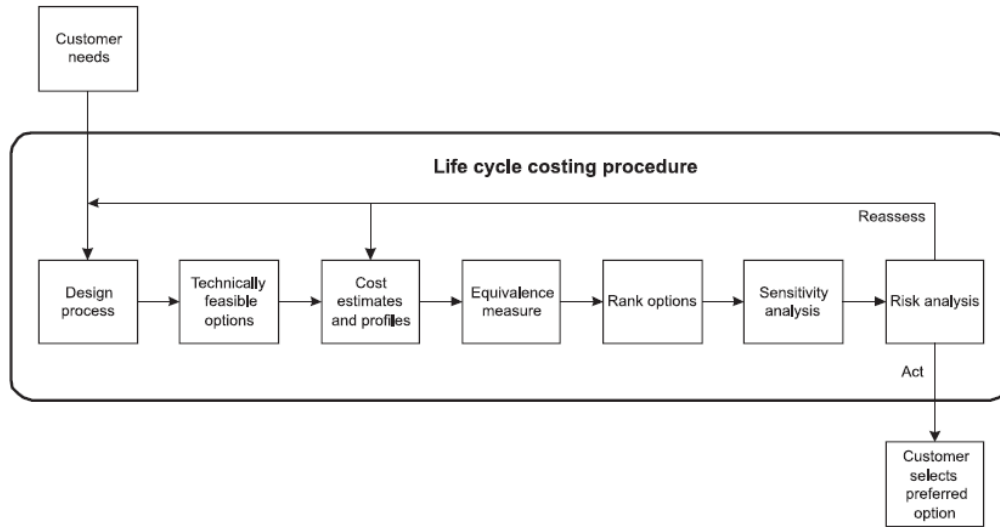 Customer
needs
Life cycle costing procedure
Reassess
Design
process
Technically
feasible
options
Cost
estimates
and profiles
Equivalence
measure
Rank options
Sensitivity
analysis
Risk analysis
Act
Customer
selects
preferred
option